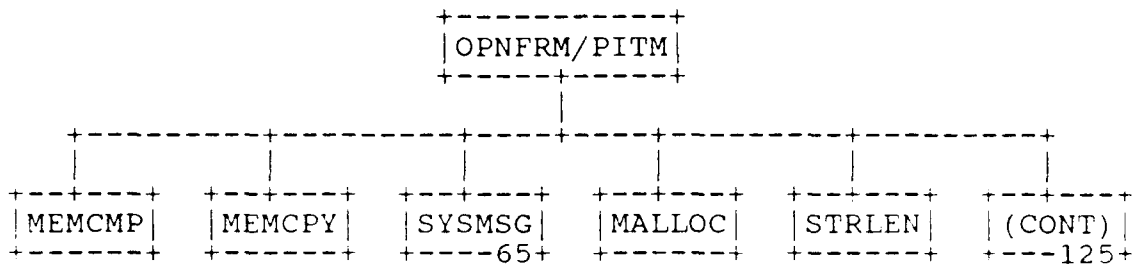 OPNFRM/PITM
MEMCMP MEMCPY SYSMSG MALLOC STRLEN (CONT)
65 125